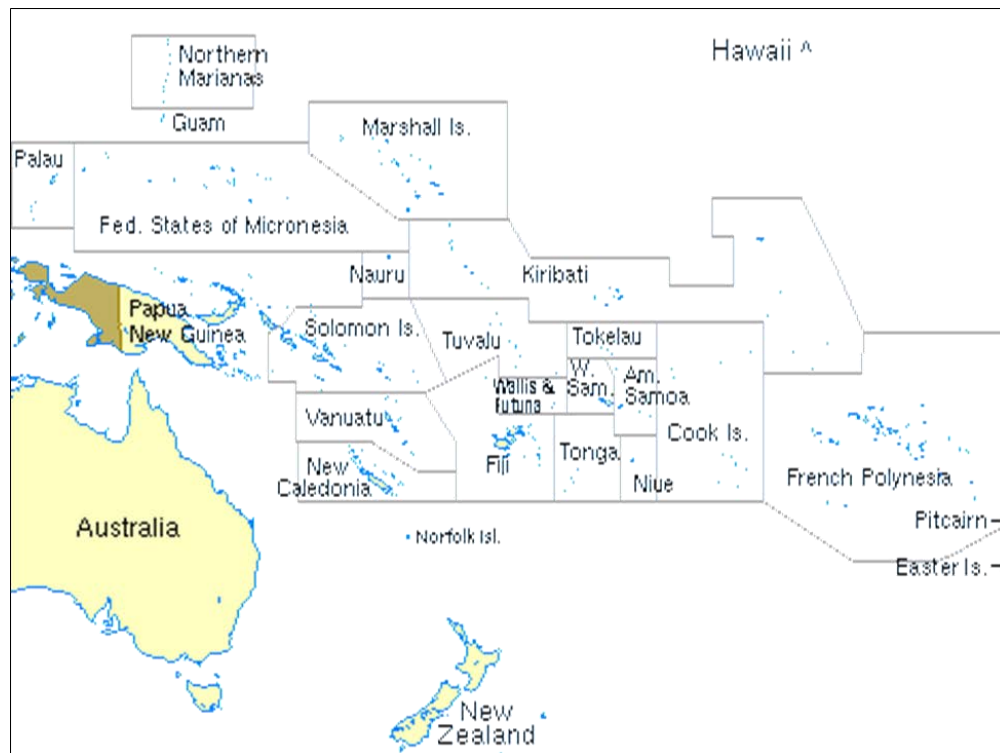 Hawaii ^
Northern
Marianas
Guam
Marshall Is.
Palau
Fed. States of Micronesia
Nauru
Kiribati
Papua
New Guinea
Solomon Is.
Tuvalu
Tokelau
W.
Sam.
Am.
Samoa
Wallis &
Futuna
Vanuatu
Cook Is.
Fiji
Tonga
New
Caledonia
Niue
French Polynesia
Pitcairn
Australia
Norfolk Isl.
Easter Is.
New
Zealand